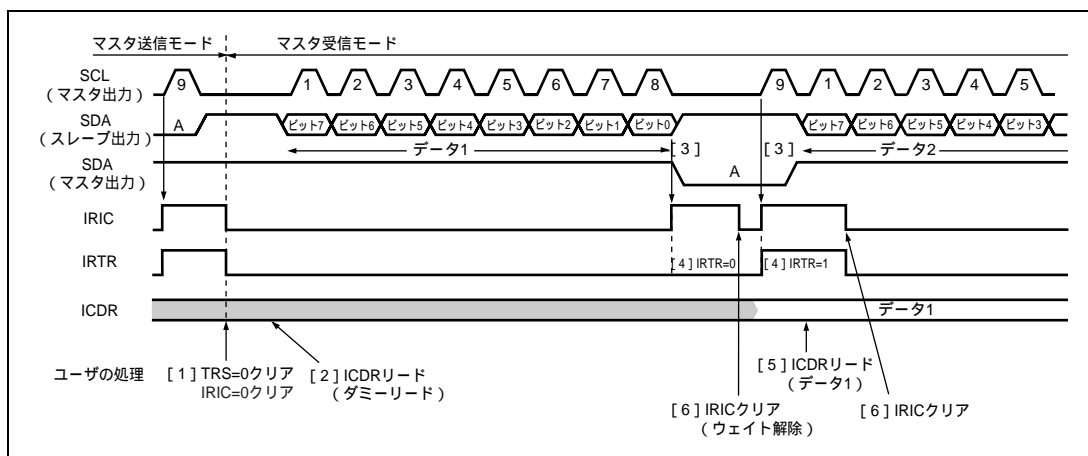 マスタ送信モード マスタ受信モード
SCL
（マスタ出力）
9 1 2 3 4 5 6 7 8 9 1 2 3 4 5
SDA
（スレーブ出力）
A ビット7 ビット6 ビット5 ビット4 ビット3 ビット2 ビット1 ビット0 ビット7 ビット6 ビット5 ビット4 ビット3
データ1 [3] [3] データ2
SDA
（マスタ出力）
A
IRIC
IRTR
[4] IRTR=0 [4] IRTR=1
ICDR
データ1
ユーザの処理
[1] TRS=0クリア
IRIC=0クリア
[2] ICDRリード
（ダミーリード）
[6] IRICクリア
（ウェイト解除）
[5] ICDRリード
（データ1）
[6] IRICクリア